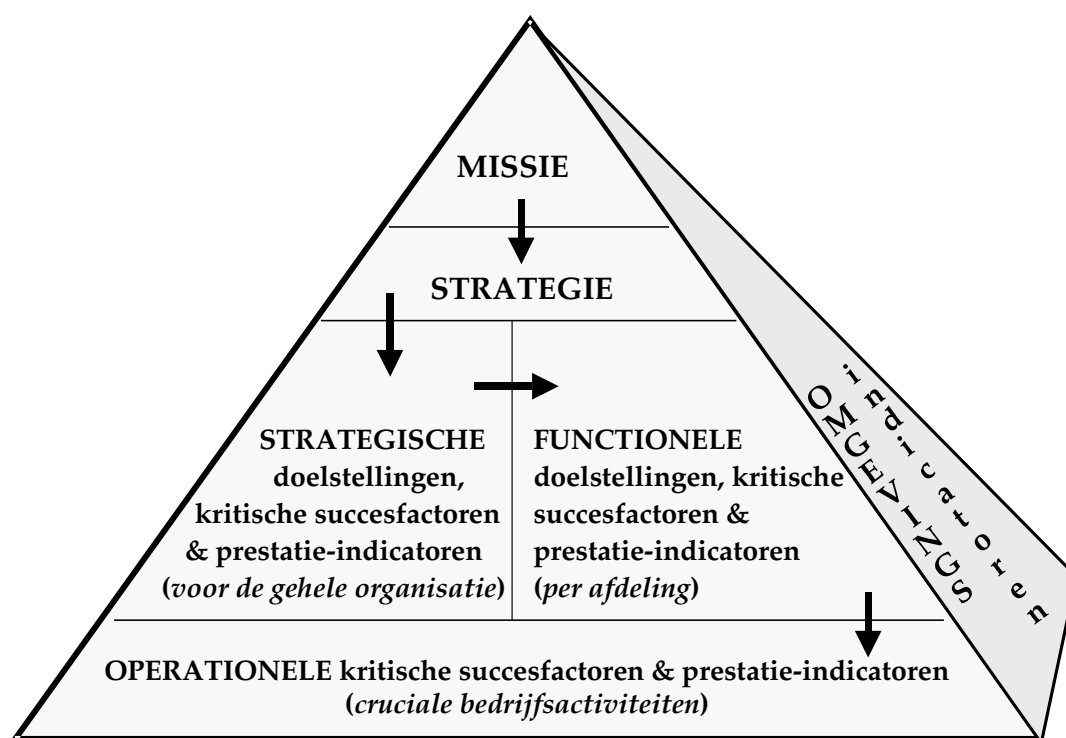 MISSIE
STRATEGIE
STRATEGISCHE
doelstellingen,
kritische succesfactoren
& prestatie-indicatoren
(voor de gehele organisatie)
FUNCTIONELE
doelstellingen, kritische
succesfactoren &
prestatie-indicatoren
(per afdeling)
OMGEVINGS
indicatoren
OPERATIONELE kritische succesfactoren & prestatie-indicatoren
(cruciale bedrijfsactiviteiten)